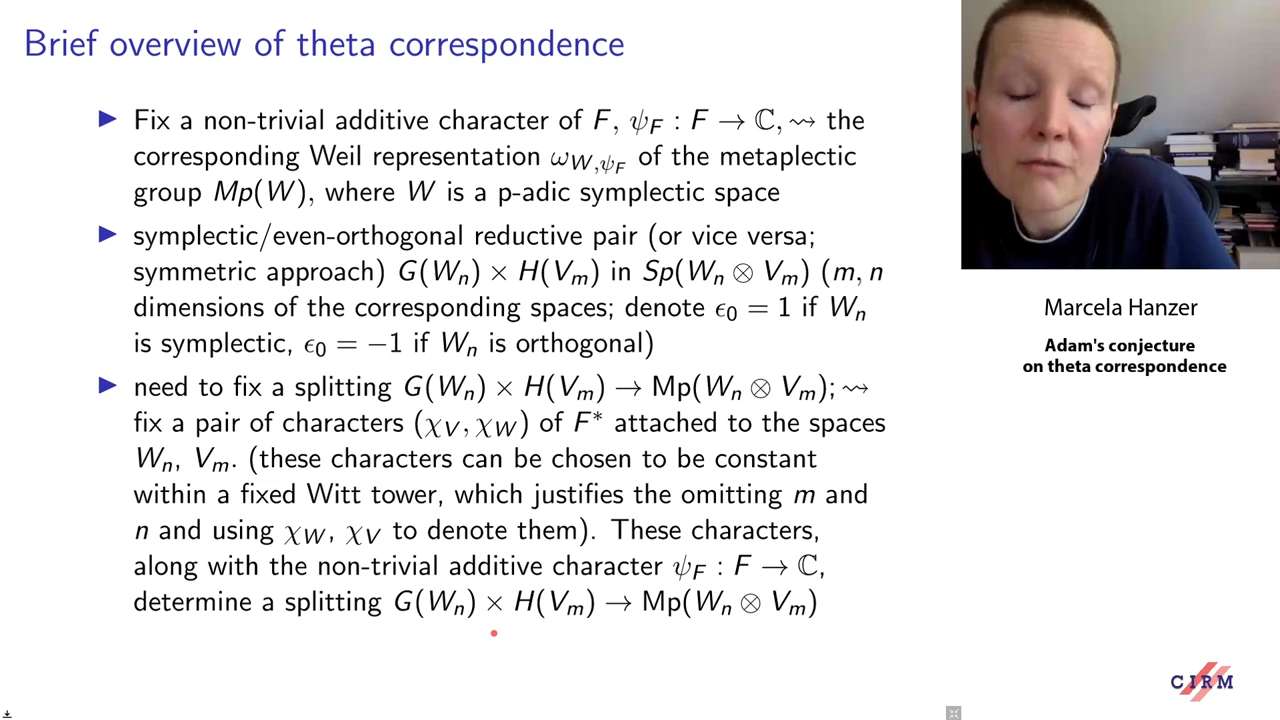 Brief overview of theta correspondence
▶ Fix a non-trivial additive character of F, ψ_F : F → ℂ, ⇝ the
corresponding Weil representation ω_{W,ψ_F} of the metaplectic
group Mp(W), where W is a p-adic symplectic space
▶ symplectic/even-orthogonal reductive pair (or vice versa;
symmetric approach) G(W_n) × H(V_m) in Sp(W_n ⊗ V_m) (m, n
dimensions of the corresponding spaces; denote ϵ_0 = 1 if W_n
is symplectic, ϵ_0 = −1 if W_n is orthogonal)
▶ need to fix a splitting G(W_n) × H(V_m) → Mp(W_n ⊗ V_m); ⇝
fix a pair of characters (χ_V, χ_W) of F* attached to the spaces
W_n, V_m. (these characters can be chosen to be constant
within a fixed Witt tower, which justifies the omitting m and
n and using χ_W, χ_V to denote them). These characters,
along with the non-trivial additive character ψ_F : F → ℂ,
determine a splitting G(W_n) × H(V_m) → Mp(W_n ⊗ V_m)
Marcela Hanzer
Adam's conjecture
on theta correspondence
CIRM